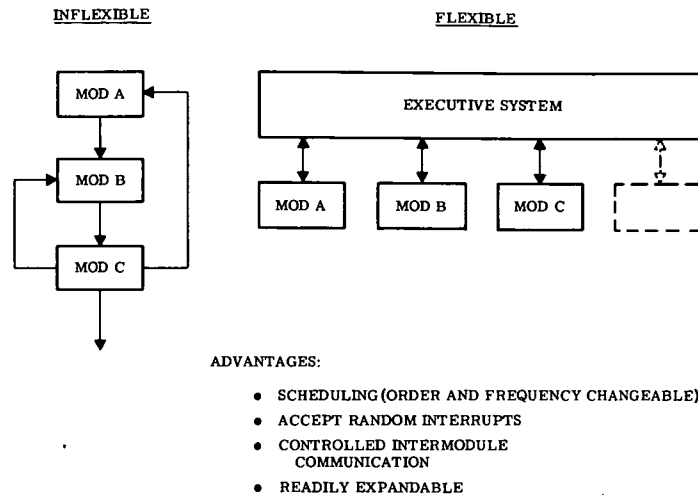 INFLEXIBLE
MOD A
MOD B
MOD C
FLEXIBLE
EXECUTIVE SYSTEM
MOD A
MOD B
MOD C
ADVANTAGES:
• SCHEDULING (ORDER AND FREQUENCY CHANGEABLE)
• ACCEPT RANDOM INTERRUPTS
• CONTROLLED INTERMODULE
COMMUNICATION
• READILY EXPANDABLE